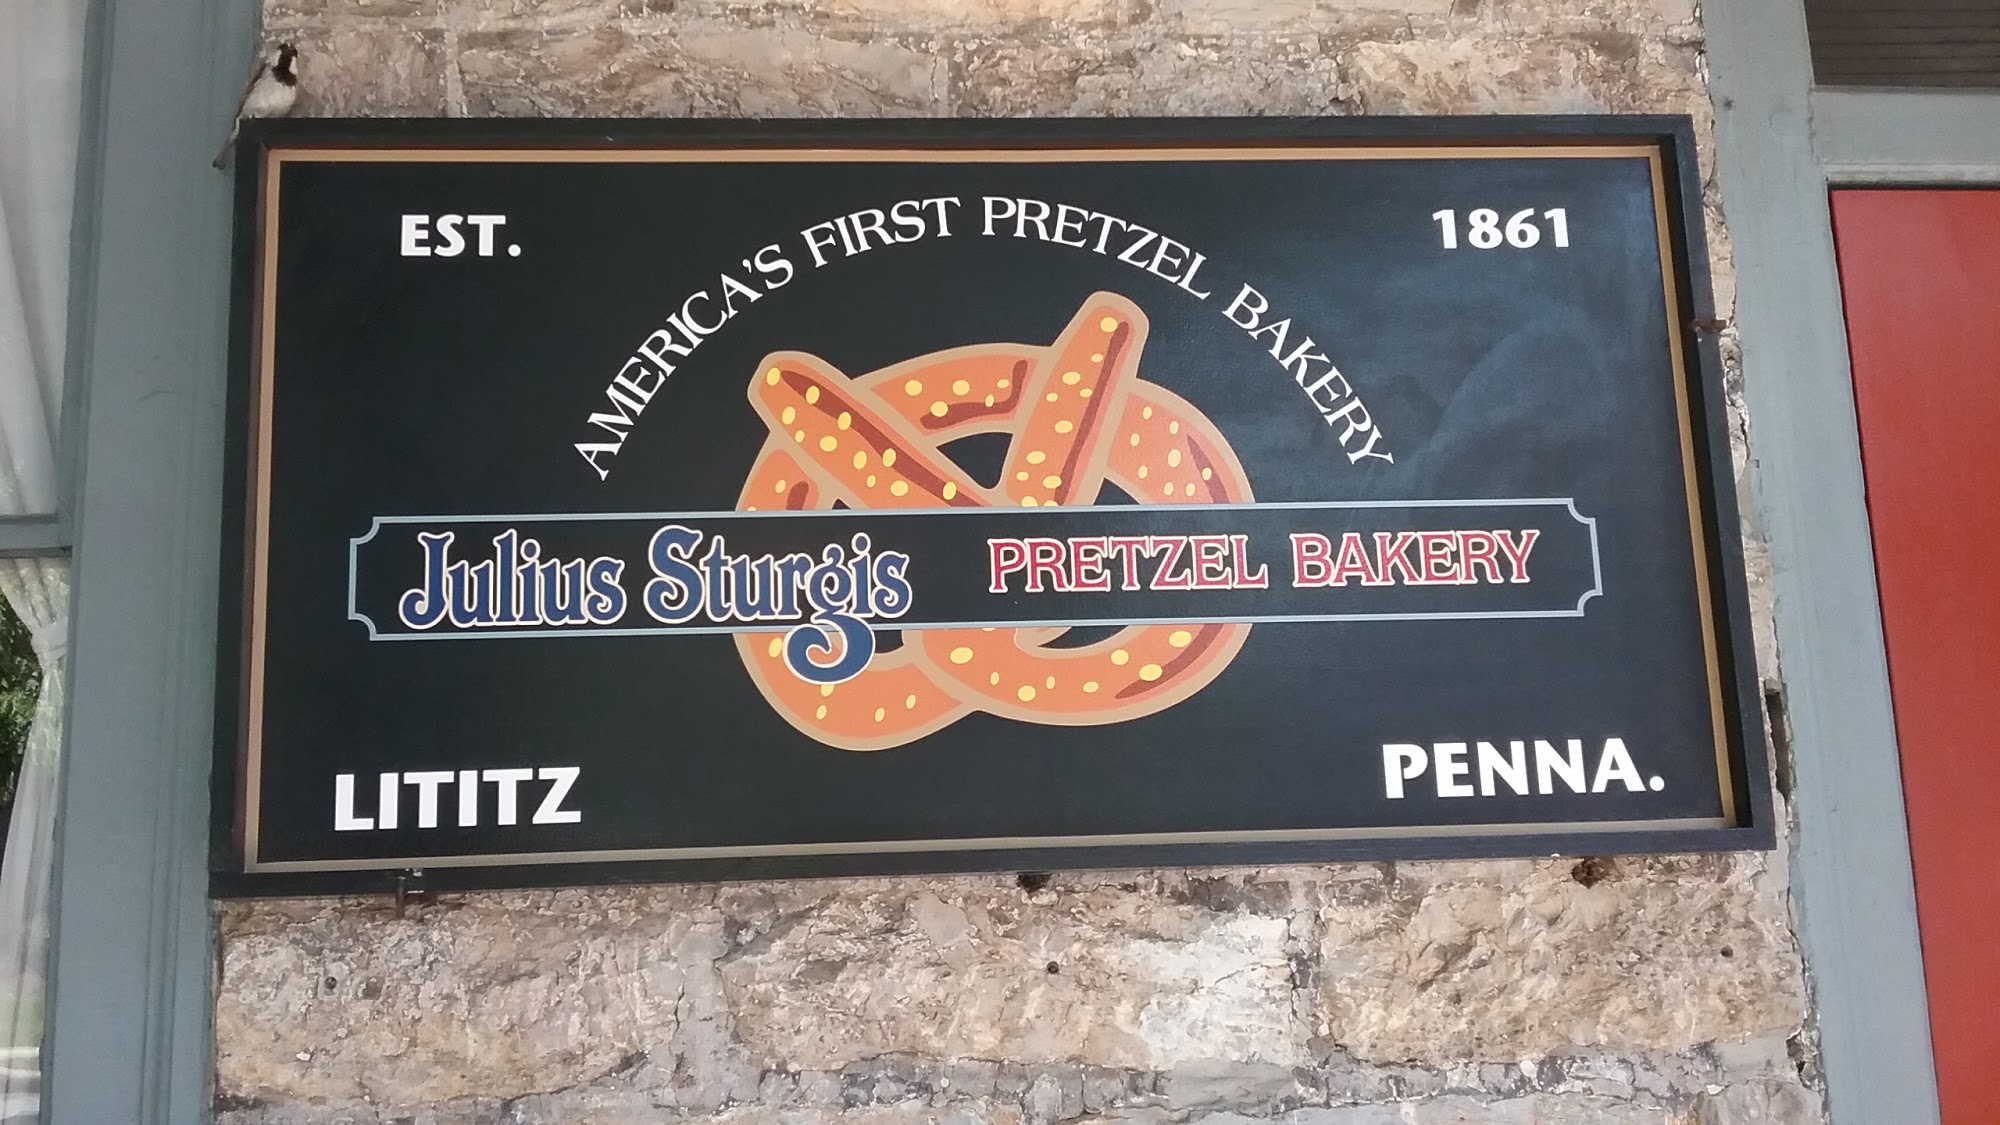 EST. 1861
AMERICA'S FIRST PRETZEL BAKERY
Julius Sturgis PRETZEL BAKERY
LITITZ PENNA.